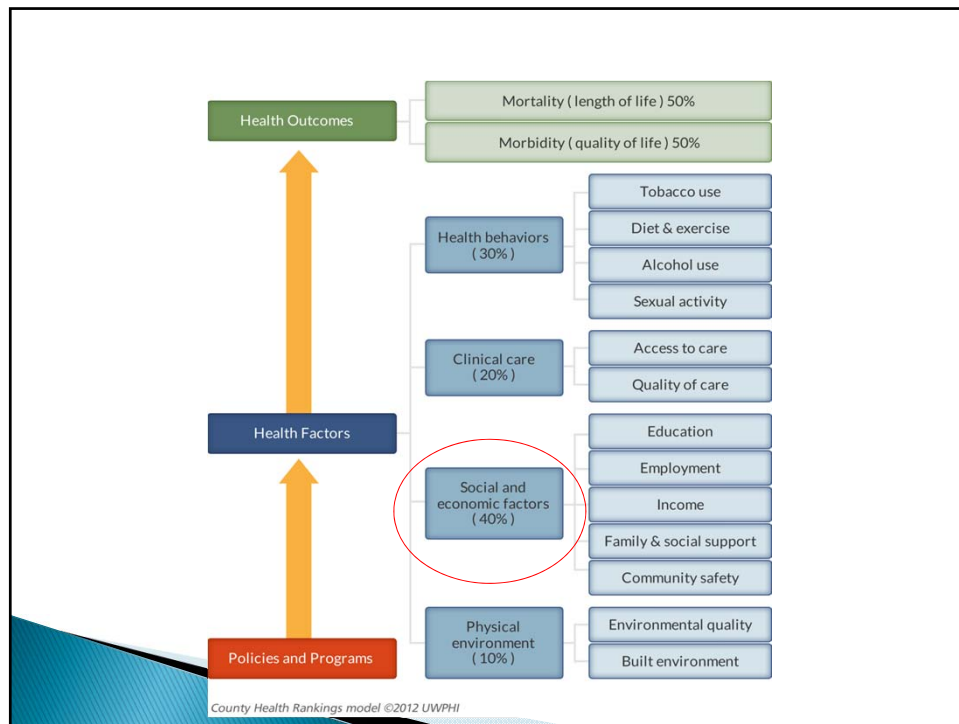 Health Outcomes
Mortality ( length of life ) 50%
Morbidity ( quality of life ) 50%
Health Factors
Health behaviors
( 30% )
Tobacco use
Diet & exercise
Alcohol use
Sexual activity
Clinical care
( 20% )
Access to care
Quality of care
Social and
economic factors
( 40% )
Education
Employment
Income
Family & social support
Community safety
Physical
environment
( 10% )
Environmental quality
Built environment
Policies and Programs
County Health Rankings model ©2012 UWPHI